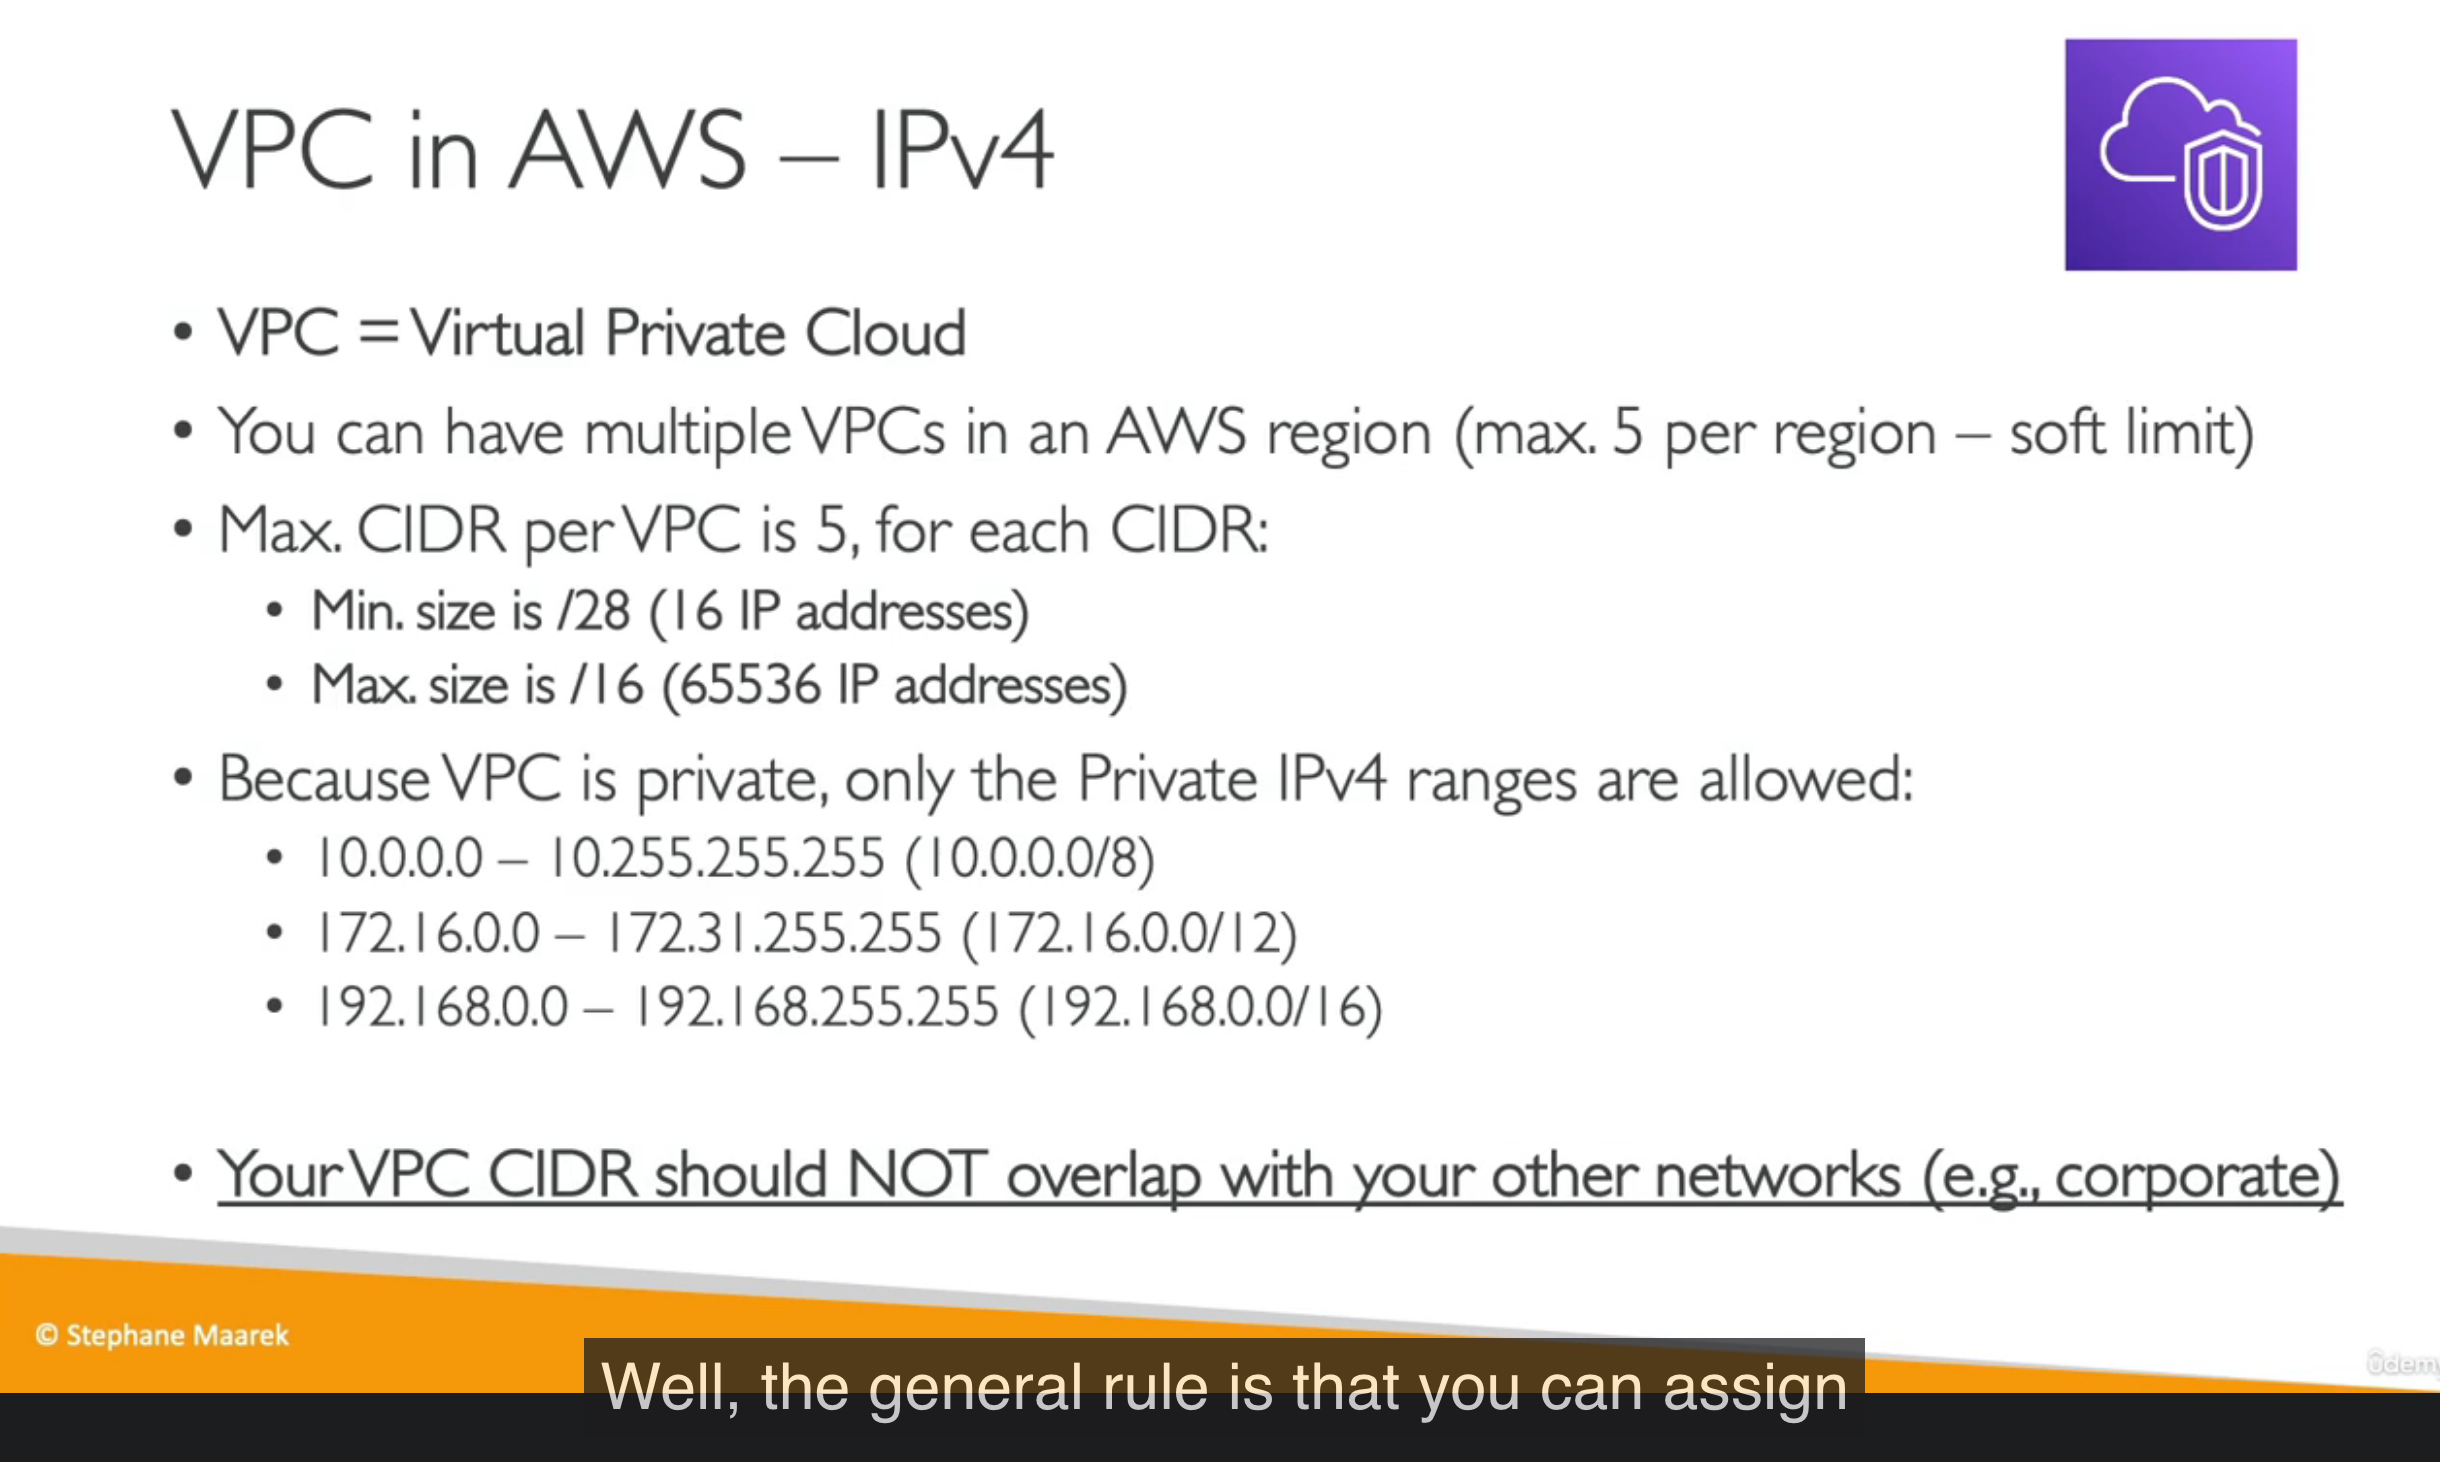 VPC in AWS – IPv4
• VPC = Virtual Private Cloud
• You can have multiple VPCs in an AWS region (max. 5 per region – soft limit)
• Max. CIDR per VPC is 5, for each CIDR:
• Min. size is /28 (16 IP addresses)
• Max. size is /16 (65536 IP addresses)
• Because VPC is private, only the Private IPv4 ranges are allowed:
• 10.0.0.0 – 10.255.255.255 (10.0.0.0/8)
• 172.16.0.0 – 172.31.255.255 (172.16.0.0/12)
• 192.168.0.0 – 192.168.255.255 (192.168.0.0/16)
• Your VPC CIDR should NOT overlap with your other networks (e.g., corporate)
© Stephane Maarek
Well, the general rule is that you can assign
ûdemy